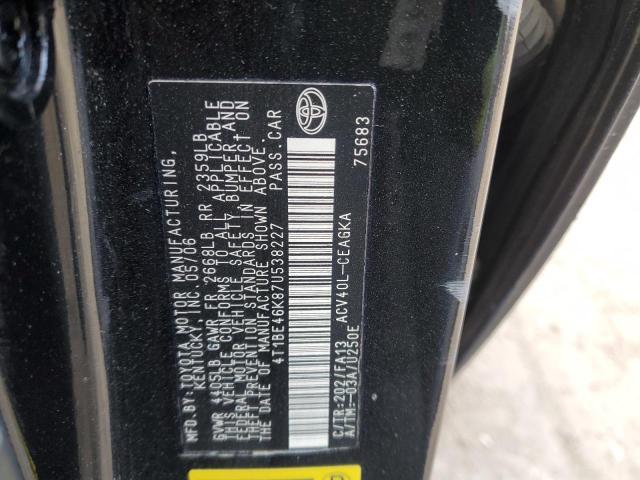 MFD.BY:TOYOTA MOTOR MANUFACTURING,
KENTUCKY, INC. 05/06
GVWR 4405LB GAWR FR 2668LB RR 2359LB
THIS VEHICLE CONFORMS TO ALL APPLICABLE
FEDERAL MOTOR VEHICLE SAFETY, BUMPER, AND
THEFT PREVENTION STANDARDS IN EFFECT ON
THE DATE OF MANUFACTURE SHOWN ABOVE.
4T1BE46K87U538227 PASS.CAR
C/TR:202/FA13 ACV40L-CEAGKA
A/TM:-03A/U250E
75683